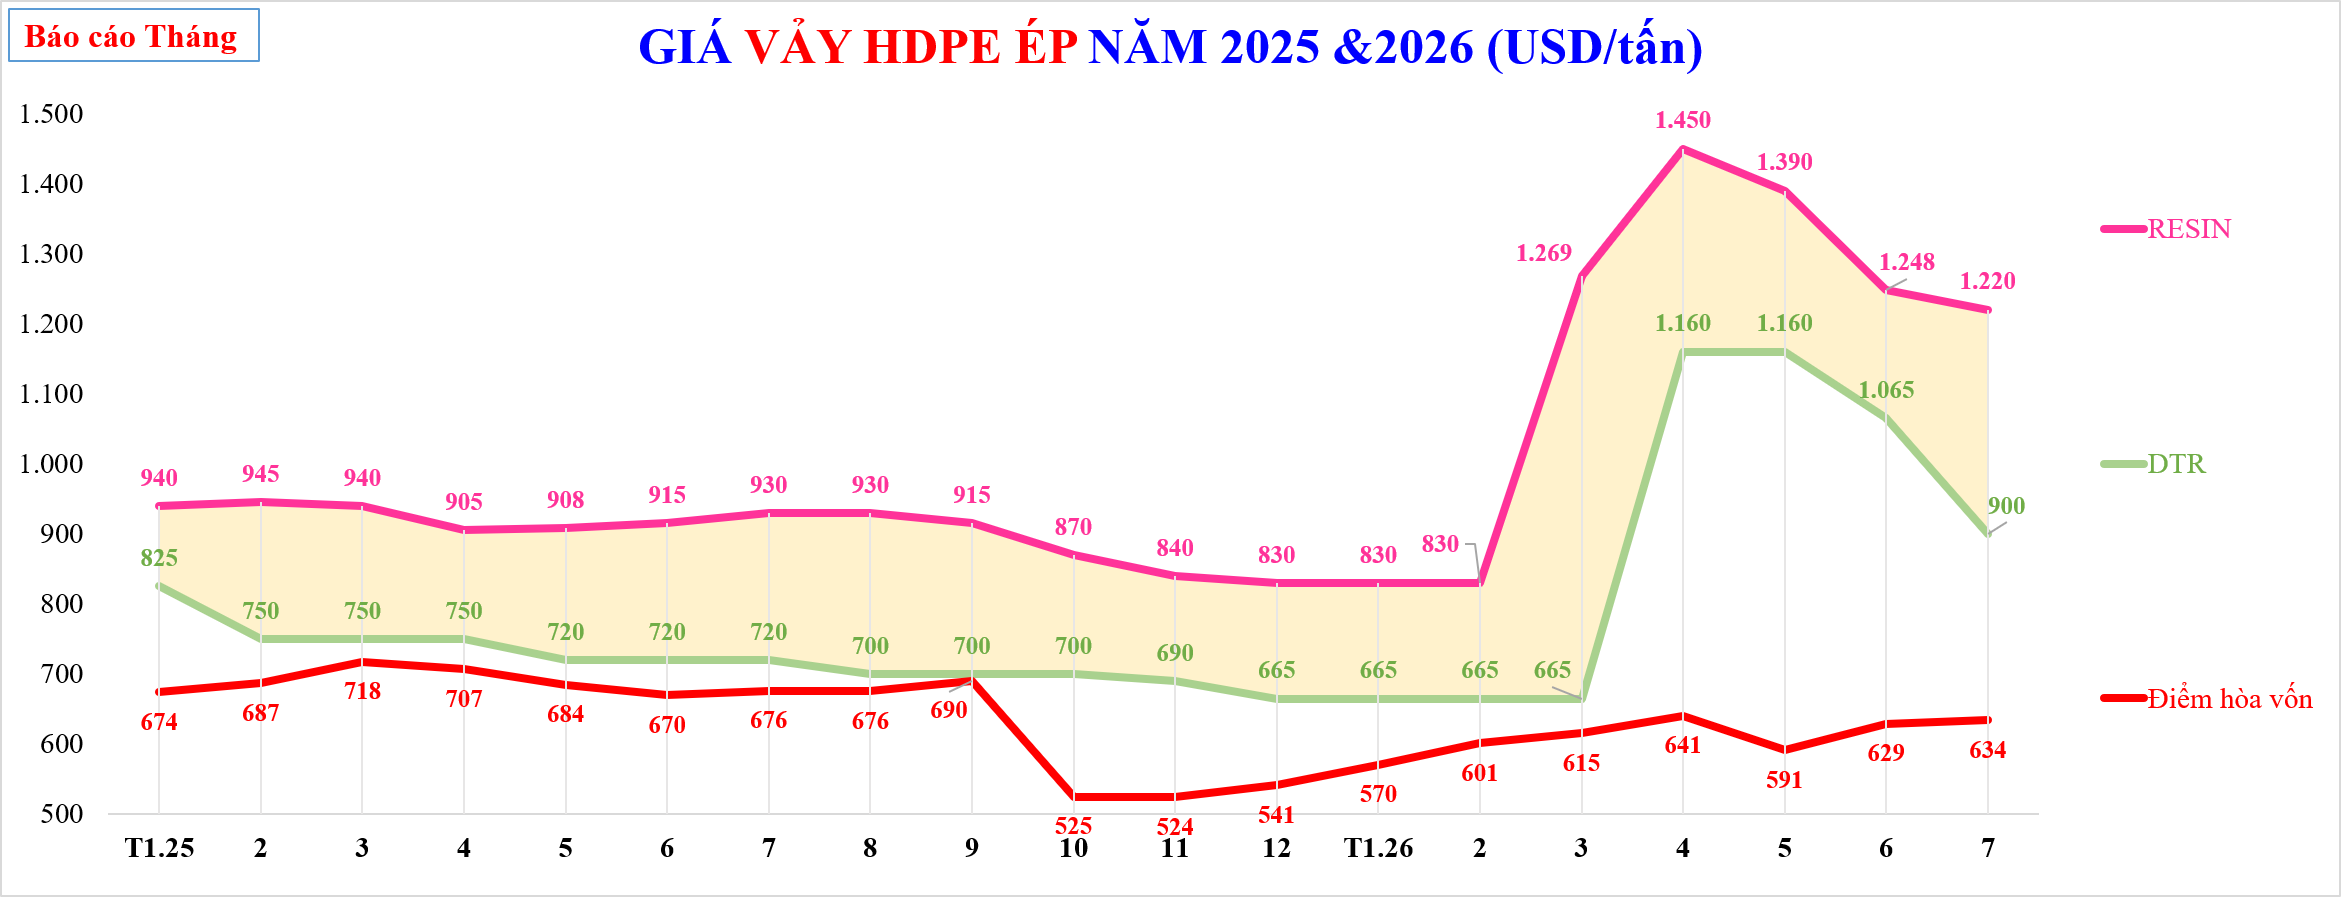 Báo cáo Tháng
GIÁ VẢY HDPE ÉP NĂM 2025 &2026 (USD/tấn)
1.500
1.400
1.300
1.200
1.100
1.000
900
800
700
600
500
940 945 940 905 908 915 930 930 915 870 840 830 830 830 1.269 1.450 1.390 1.248 1.220
825 750 750 750 720 720 720 700 700 700 690 665 665 665 665 1.160 1.160 1.065 900
674 687 718 707 684 670 676 676 690 525 524 541 570 601 615 641 591 629 634
T1.25 2 3 4 5 6 7 8 9 10 11 12 T1.26 2 3 4 5 6 7
RESIN
DTR
Điểm hòa vốn